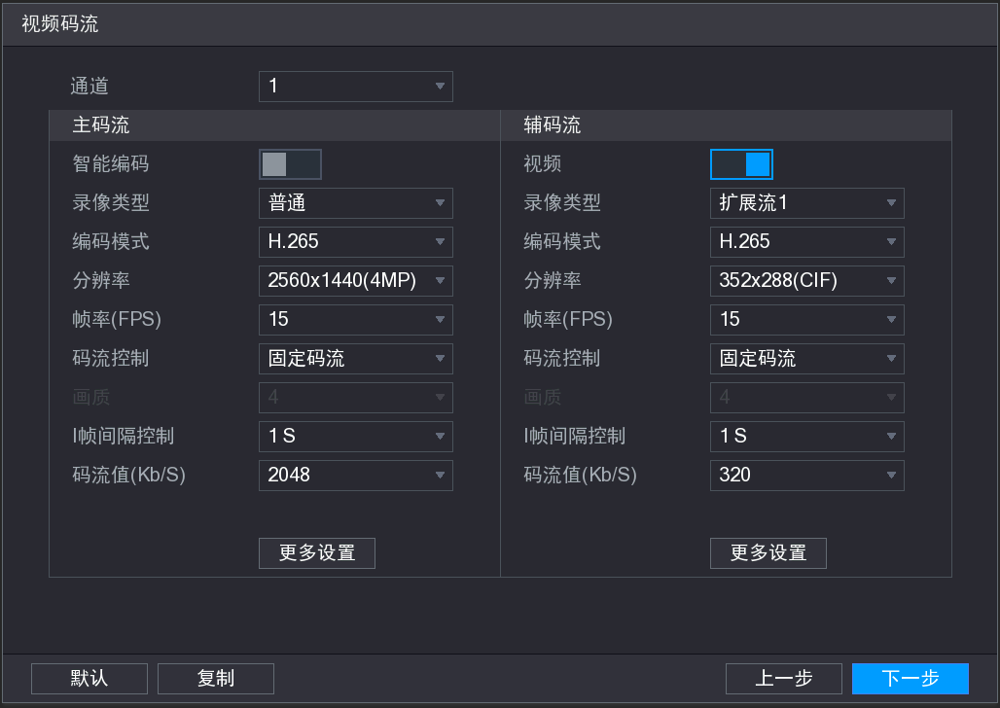 视频码流
通道 1
主码流 辅码流
智能编码 视频
录像类型 普通 录像类型 扩展流1
编码模式 H.265 编码模式 H.265
分辨率 2560x1440(4MP) 分辨率 352x288(CIF)
帧率(FPS) 15 帧率(FPS) 15
码流控制 固定码流 码流控制 固定码流
画质 4 画质 4
I帧间隔控制 1 S I帧间隔控制 1 S
码流值(Kb/S) 2048 码流值(Kb/S) 320
更多设置 更多设置
默认 复制 上一步 下一步